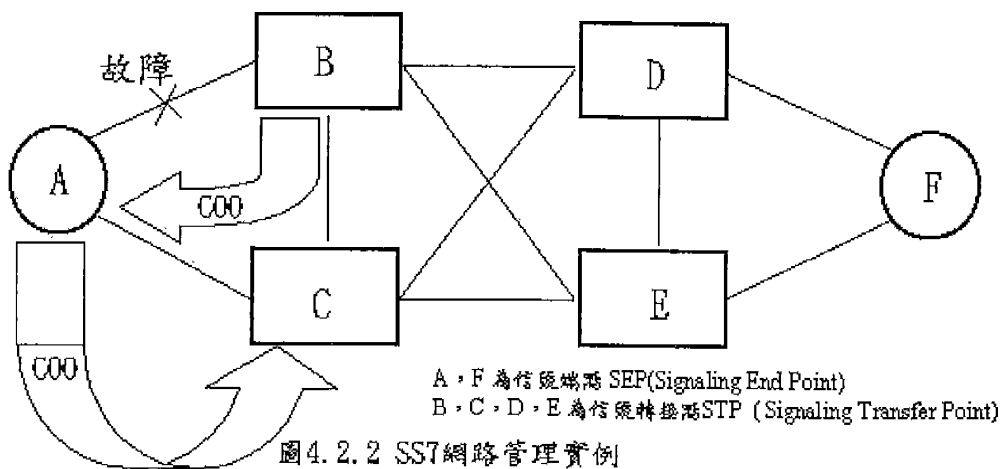 故障
B
D
A
F
COO
C
E
COO
A,F 為信號端點 SEP(Signaling End Point)
B,C,D,E 為信號轉接點STP (Signaling Transfer Point)
圖4.2.2 SS7網路管理實例